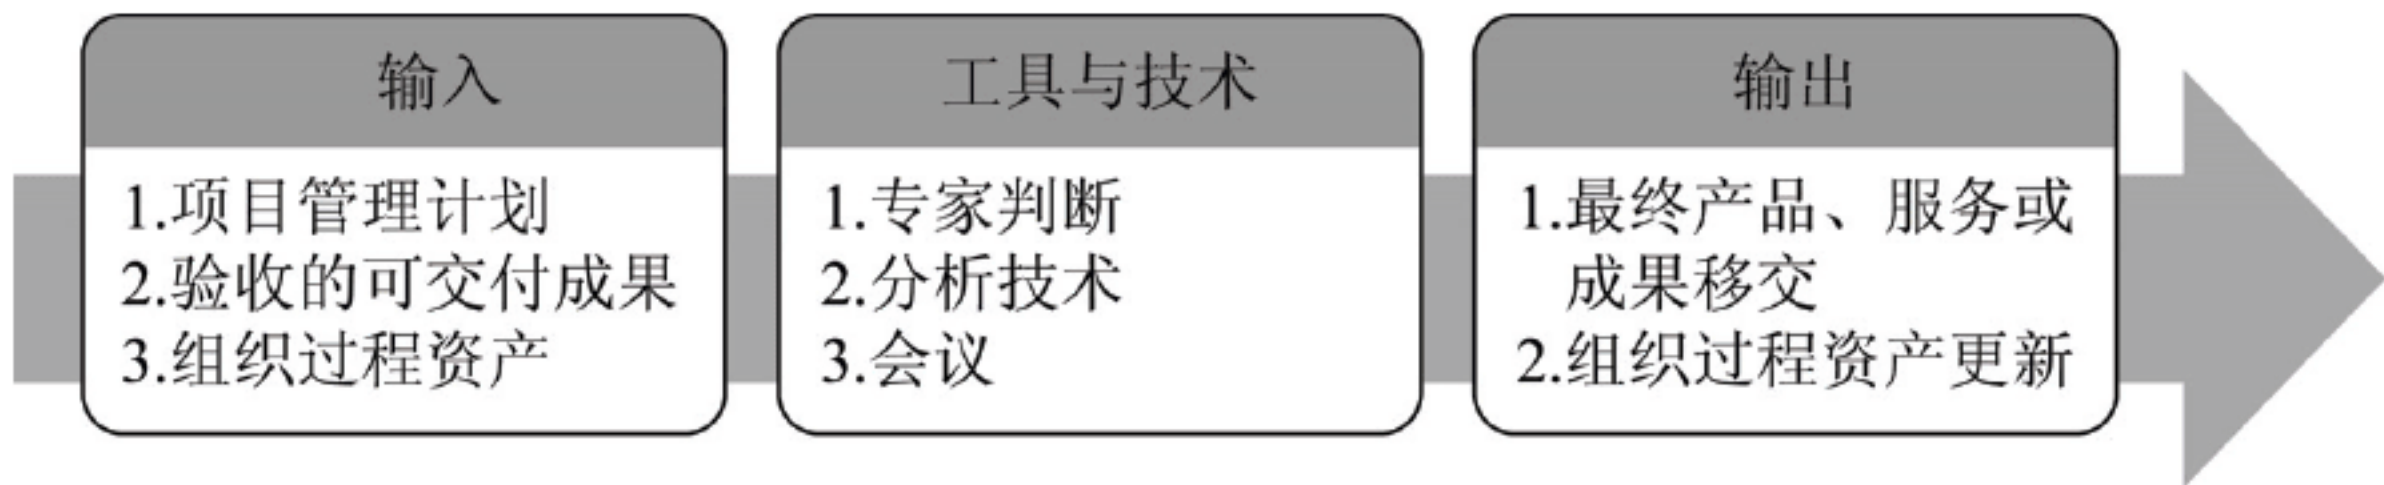 输入
1.项目管理计划
2.验收的可交付成果
3.组织过程资产
工具与技术
1.专家判断
2.分析技术
3.会议
输出
1.最终产品、服务或
成果移交
2.组织过程资产更新